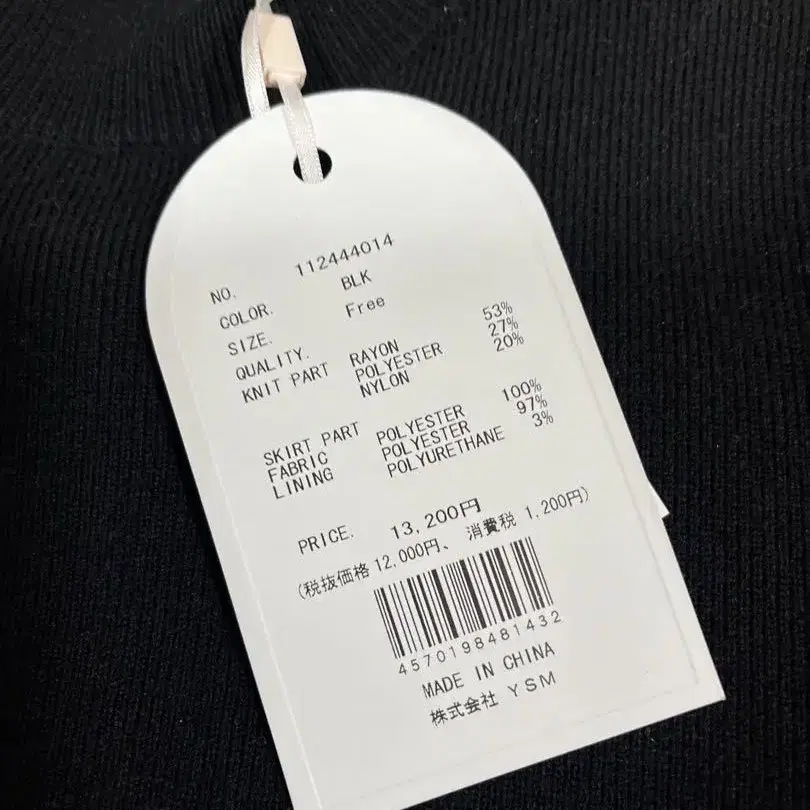 NO. 112444014
COLOR. BLK
SIZE. Free
QUALITY.
KNIT PART RAYON 53%
POLYESTER 27%
NYLON 20%
SKIRT PART
FABRIC POLYESTER 100%
LINING POLYESTER 97%
POLYURETHANE 3%
PRICE. 13,200円
(税抜価格 12,000円、 消費税 1,200円)
4570198481432
MADE IN CHINA
株式会社 YSM